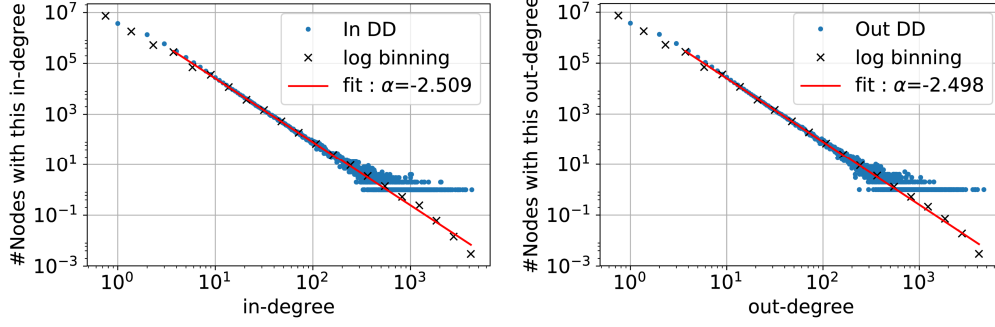 #Nodes with this in-degree
10^7
10^5
10^3
10^1
10^−1
10^−3
In DD
log binning
fit : α=-2.509
10^0
10^1
10^2
10^3
in-degree
#Nodes with this out-degree
10^7
10^5
10^3
10^1
10^−1
10^−3
Out DD
log binning
fit : α=-2.498
10^0
10^1
10^2
10^3
out-degree